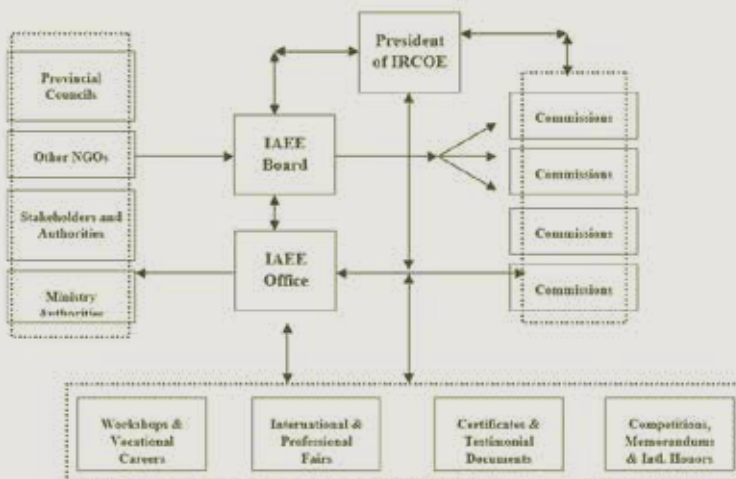 President
of IRCOE
Provincial
Councils
Other NGOs
Stakeholders and
Authorities
Ministry
Authorities
IAEE
Board
IAEE
Office
Commissions
Commissions
Commissions
Commissions
Workshops &
Vocational
Careers
International &
Professional
Fairs
Certificates &
Testimonial
Documents
Competitions,
Memorandums
& Intl. Honors